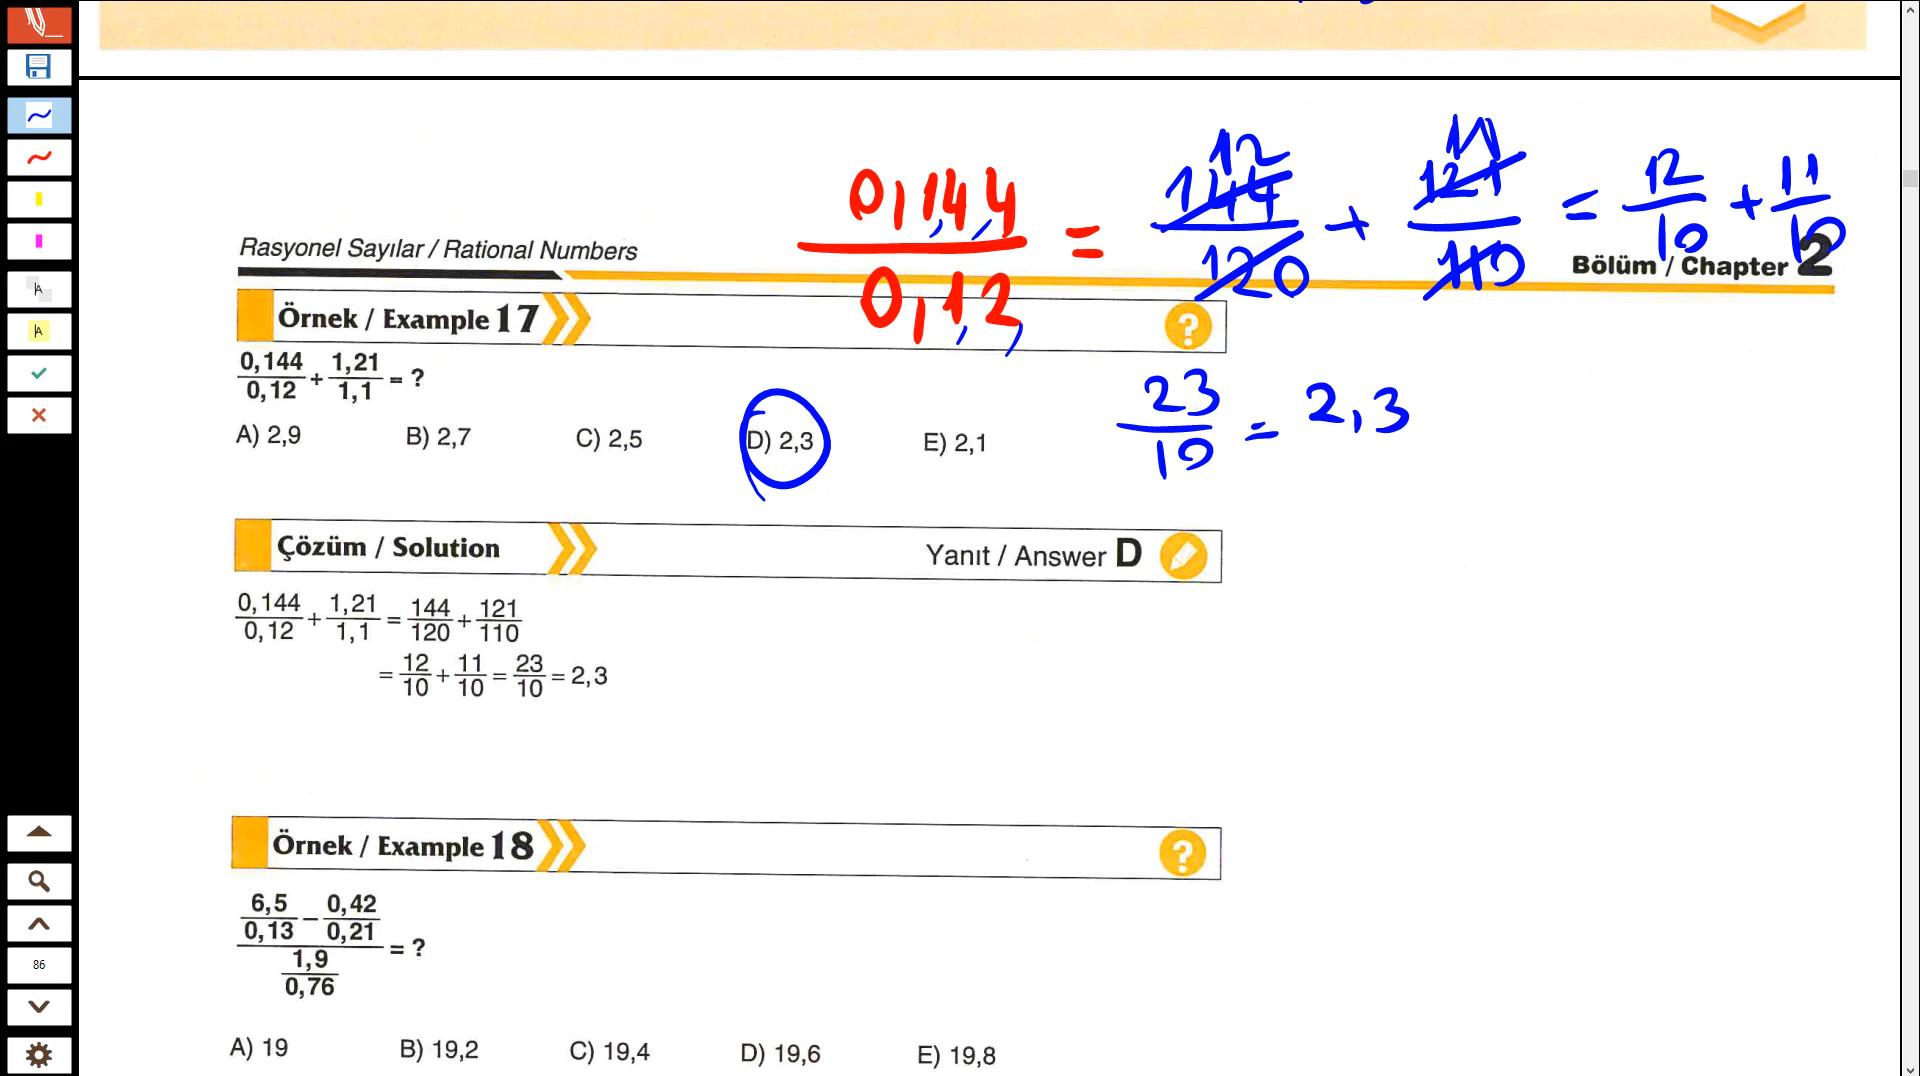 0,144/0,12 = 144/120 + 121/110 = 12/10 + 11/10
12 11
Rasyonel Sayılar / Rational Numbers
Bölüm / Chapter 2
Örnek / Example 17
?
0,144/0,12 + 1,21/1,1 = ?
A) 2,9 B) 2,7 C) 2,5 D) 2,3 E) 2,1
23/10 = 2,3
Çözüm / Solution
Yanıt / Answer D
0,144/0,12 + 1,21/1,1 = 144/120 + 121/110
= 12/10 + 11/10 = 23/10 = 2,3
Örnek / Example 18
?
(6,5/0,13 − 0,42/0,21)/(1,9/0,76) = ?
A) 19 B) 19,2 C) 19,4 D) 19,6 E) 19,8
A
A
86